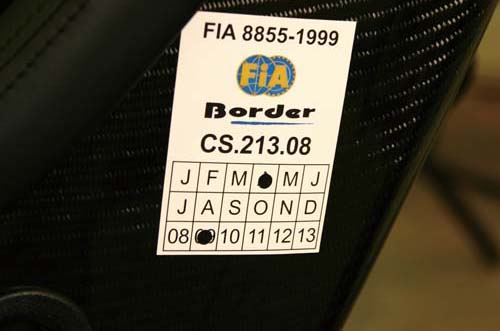 FIA 8855-1999
FiA
Border
CS.213.08
J F M M J
J A S O N D
08 10 11 12 13